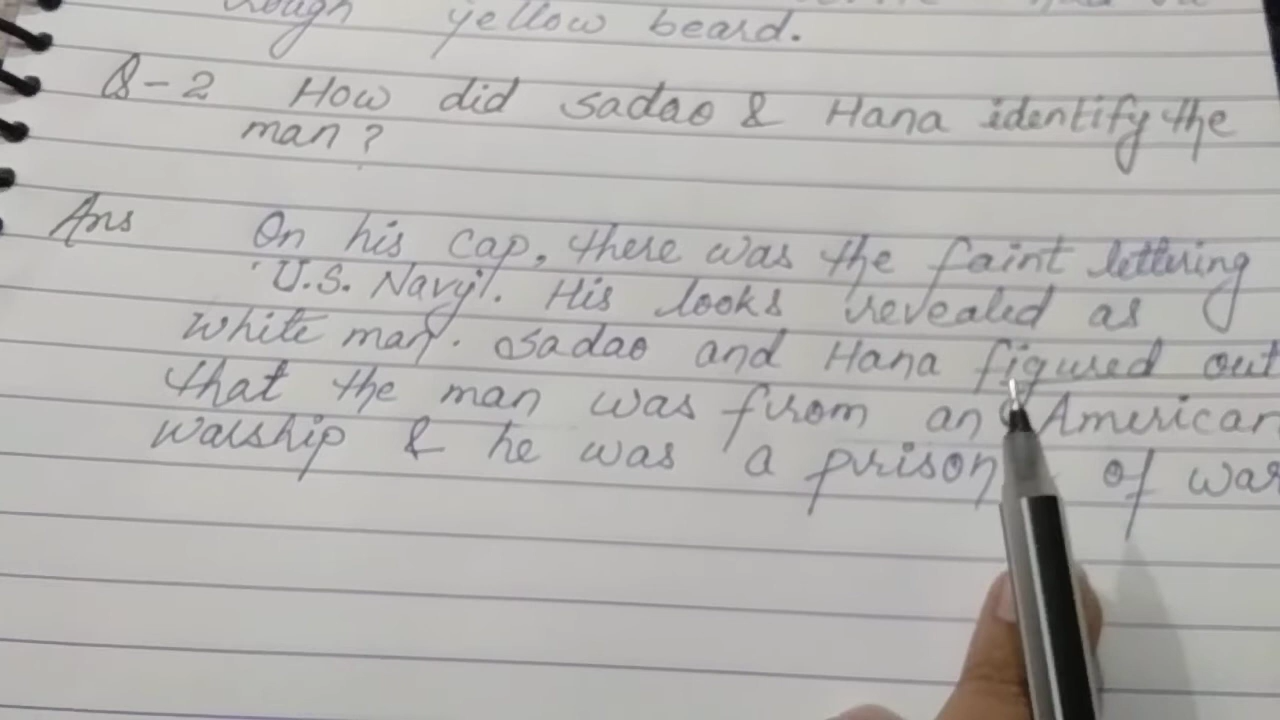 rough yellow beard.
Q-2 How did Sadao & Hana identify the
man?
Ans On his cap, there was the faint lettering
'U.S. Navy'. His looks revealed as
white man. Sadao and Hana figured out
that the man was from an American
warship & he was a prison of war